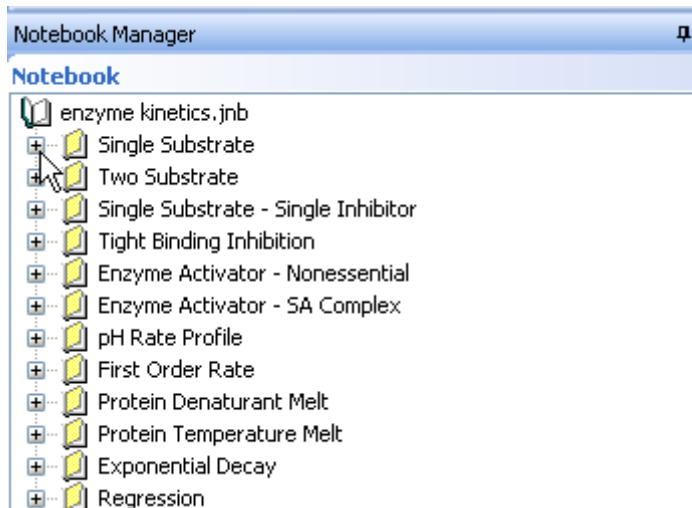 Notebook Manager
Notebook
enzyme kinetics.jnb
Single Substrate
Two Substrate
Single Substrate - Single Inhibitor
Tight Binding Inhibition
Enzyme Activator - Nonessential
Enzyme Activator - SA Complex
pH Rate Profile
First Order Rate
Protein Denaturant Melt
Protein Temperature Melt
Exponential Decay
Regression